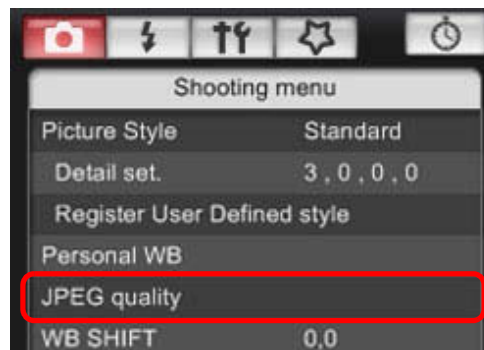 Shooting menu
Picture Style Standard
Detail set. 3 , 0 , 0 , 0
Register User Defined style
Personal WB
JPEG quality
WB SHIFT 0,0